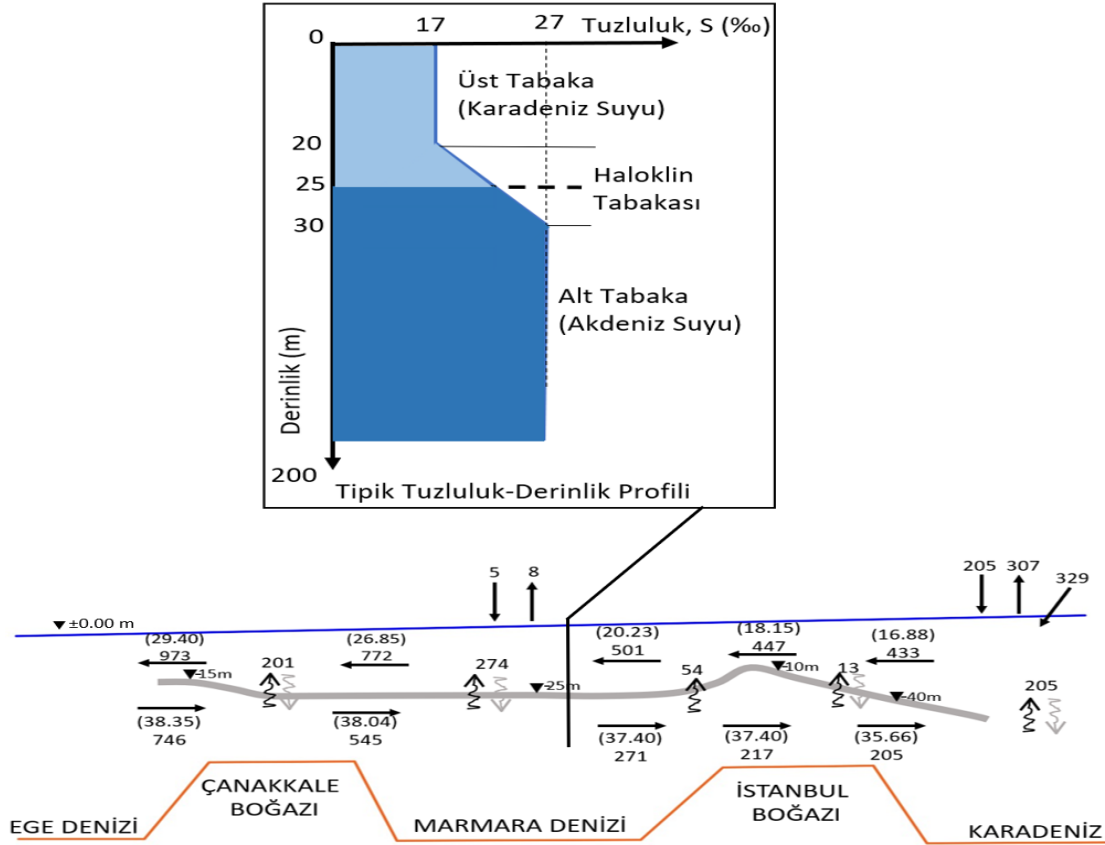 17 27 Tuzluluk, S (‰)
0
Üst Tabaka
(Karadeniz Suyu)
20
25
Haloklin
Tabakası
30
Alt Tabaka
(Akdeniz Suyu)
Derinlik (m)
200
Tipik Tuzluluk-Derinlik Profili
5 8 205 307 329
±0.00 m
(29.40) (26.85) (20.23) (18.15) (16.88)
973 772 501 447 433
201 274 54 13 205
-15m -25m -10m -40m
(38.35) (38.04) (37.40) (37.40) (35.66)
746 545 271 217 205
ÇANAKKALE
BOĞAZI
İSTANBUL
BOĞAZI
EGE DENİZİ MARMARA DENİZİ KARADENİZ